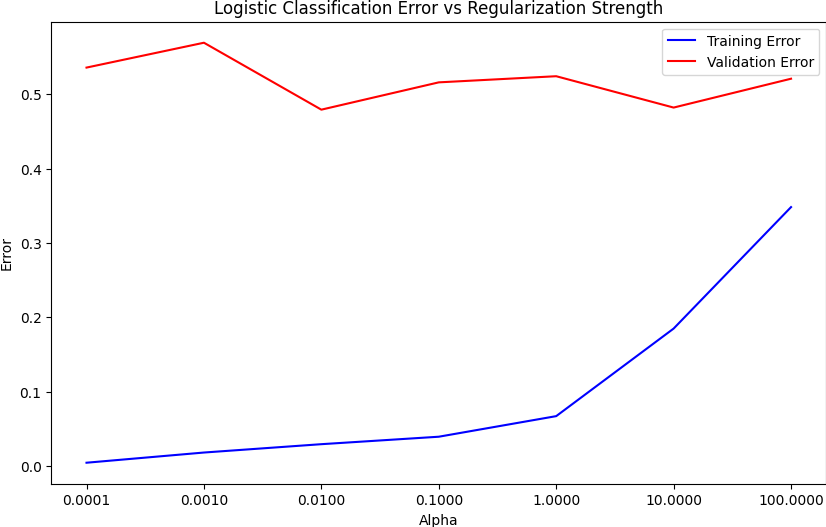 Logistic Classification Error vs Regularization Strength
Training Error
Validation Error
0.5
0.4
0.3
0.2
0.1
0.0
Error
0.0001 0.0010 0.0100 0.1000 1.0000 10.0000 100.0000
Alpha